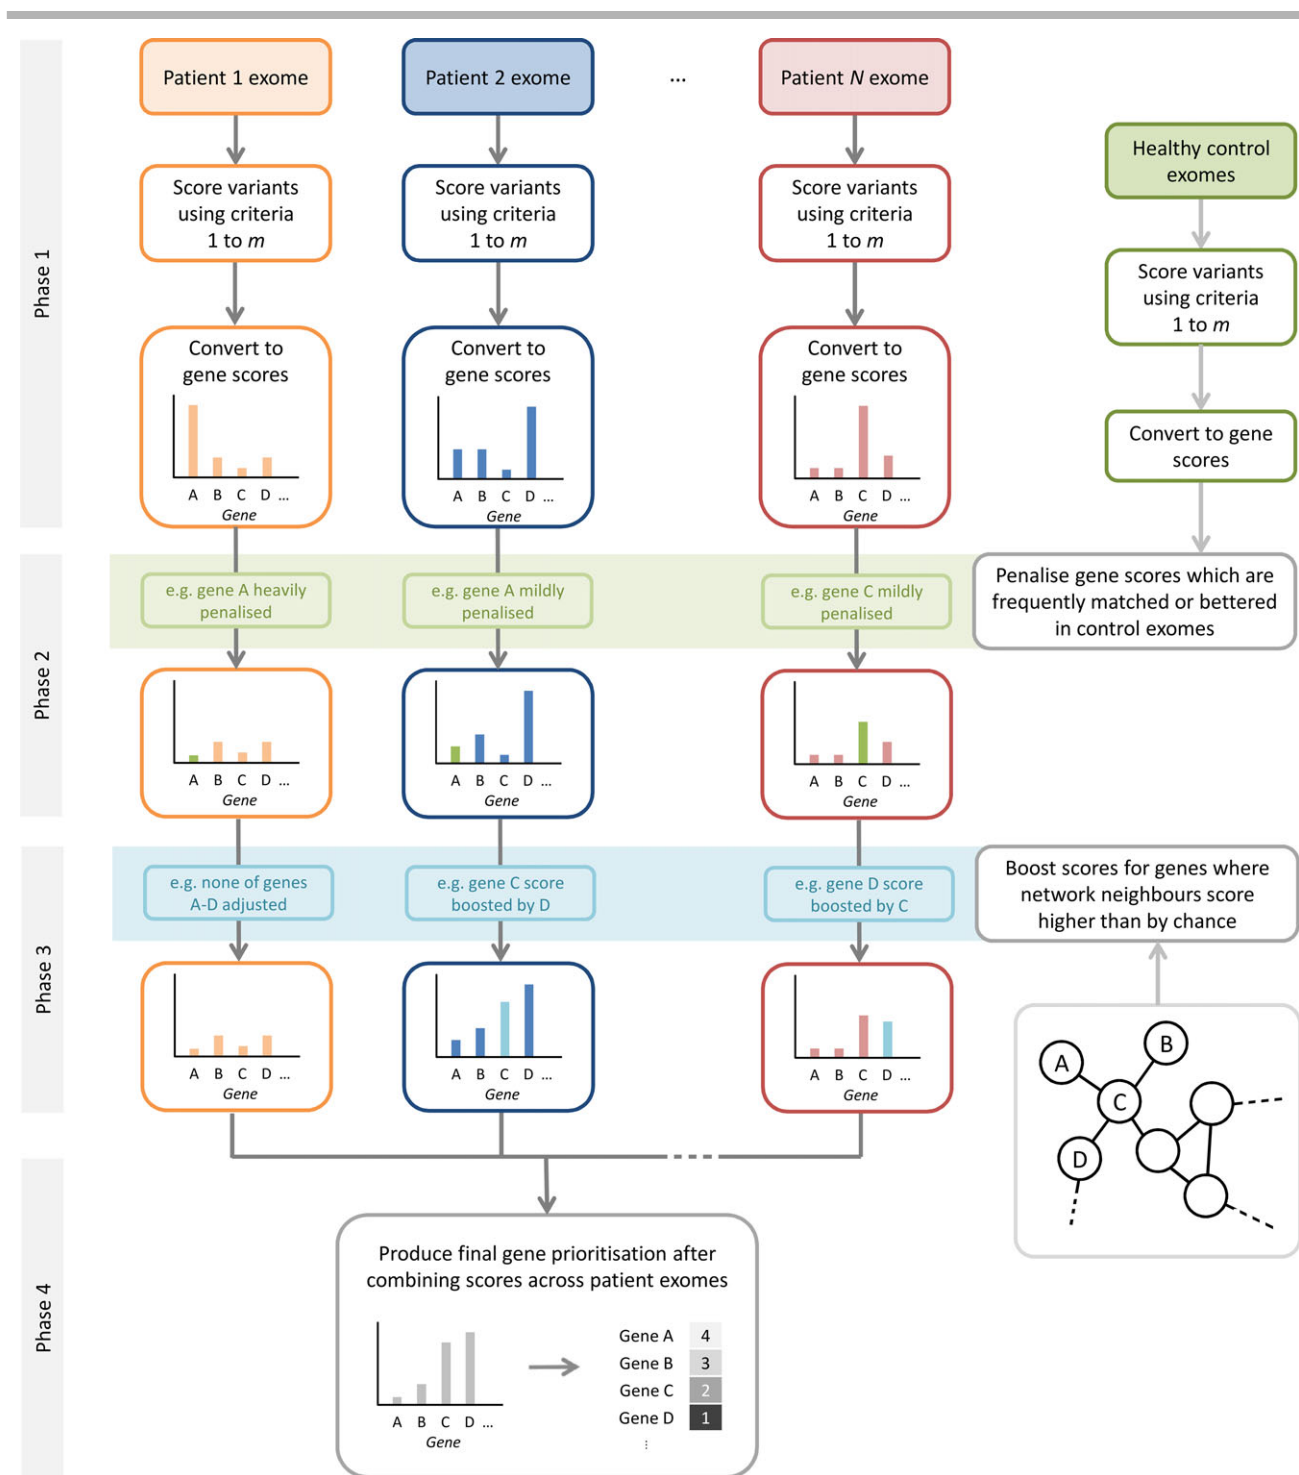 Patient 1 exome
Patient 2 exome
...
Patient N exome
Healthy control
exomes
Phase 1
Score variants
using criteria
1 to m
Score variants
using criteria
1 to m
Score variants
using criteria
1 to m
Score variants
using criteria
1 to m
Convert to
gene scores
A B C D ...
Gene
Convert to
gene scores
A B C D ...
Gene
Convert to
gene scores
A B C D ...
Gene
Convert to gene
scores
Phase 2
e.g. gene A heavily
penalised
e.g. gene A mildly
penalised
e.g. gene C mildly
penalised
Penalise gene scores which are
frequently matched or bettered
in control exomes
A B C D ...
Gene
A B C D ...
Gene
A B C D ...
Gene
Phase 3
e.g. none of genes
A-D adjusted
e.g. gene C score
boosted by D
e.g. gene D score
boosted by C
Boost scores for genes where
network neighbours score
higher than by chance
A B C D ...
Gene
A B C D ...
Gene
A B C D ...
Gene
A
B
C
D
Phase 4
Produce final gene prioritisation after
combining scores across patient exomes
A B C D ...
Gene
Gene A 4
Gene B 3
Gene C 2
Gene D 1
⋮